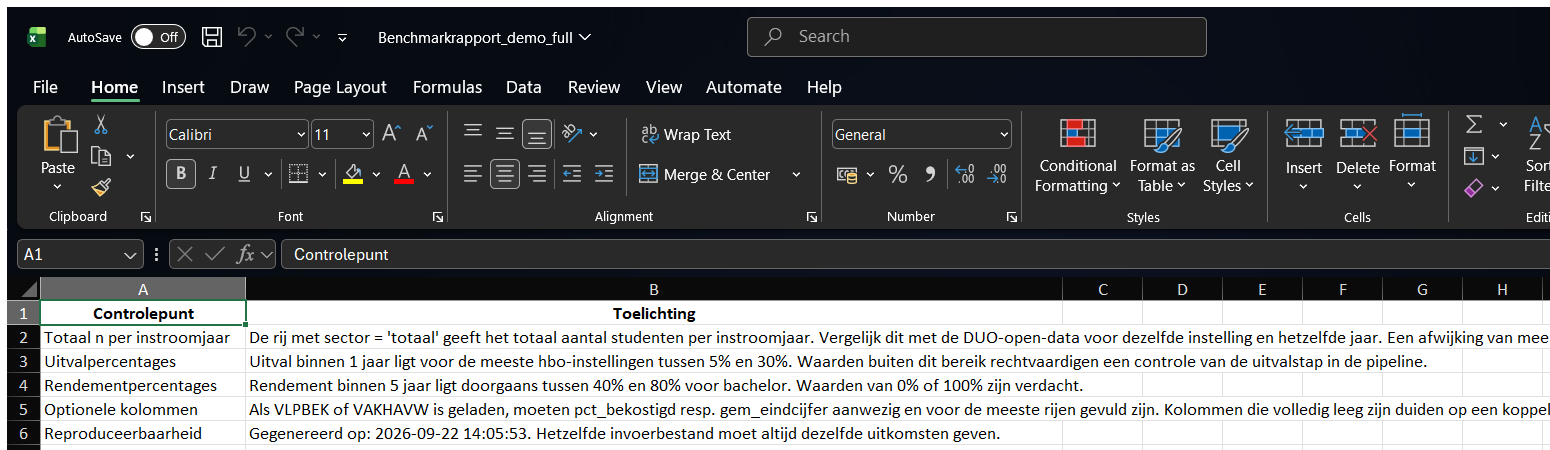 AutoSave Off Benchmarkrapport_demo_full Search
File Home Insert Draw Page Layout Formulas Data Review View Automate Help
Paste
Clipboard
Calibri 11
B I U A
Font
Wrap Text
Merge & Center
Alignment
General
Number
Conditional Formatting
Format as Table
Cell Styles
Styles
Insert Delete Format
Cells
A1 fx Controlepunt
A B C D E F G H
1 Controlepunt Toelichting
2 Totaal n per instroomjaar De rij met sector = 'totaal' geeft het totaal aantal studenten per instroomjaar. Vergelijk dit met de DUO-open-data voor dezelfde instelling en hetzelfde jaar. Een afwijking van
3 Uitvalpercentages Uitval binnen 1 jaar ligt voor de meeste hbo-instellingen tussen 5% en 30%. Waarden buiten dit bereik rechtvaardigen een controle van de uitvalstap in de pipeline.
4 Rendementpercentages Rendement binnen 5 jaar ligt doorgaans tussen 40% en 80% voor bachelor. Waarden van 0% of 100% zijn verdacht.
5 Optionele kolommen Als VLPBEK of VAKHAVW is geladen, moeten pct_bekostigd resp. gem_eindcijfer aanwezig en voor de meeste rijen gevuld zijn. Kolommen die volledig leeg zijn duiden op een
6 Reproduceerbaarheid Gegenereerd op: 2026-09-22 14:05:53. Hetzelfde invoerbestand moet altijd dezelfde uitkomsten geven.